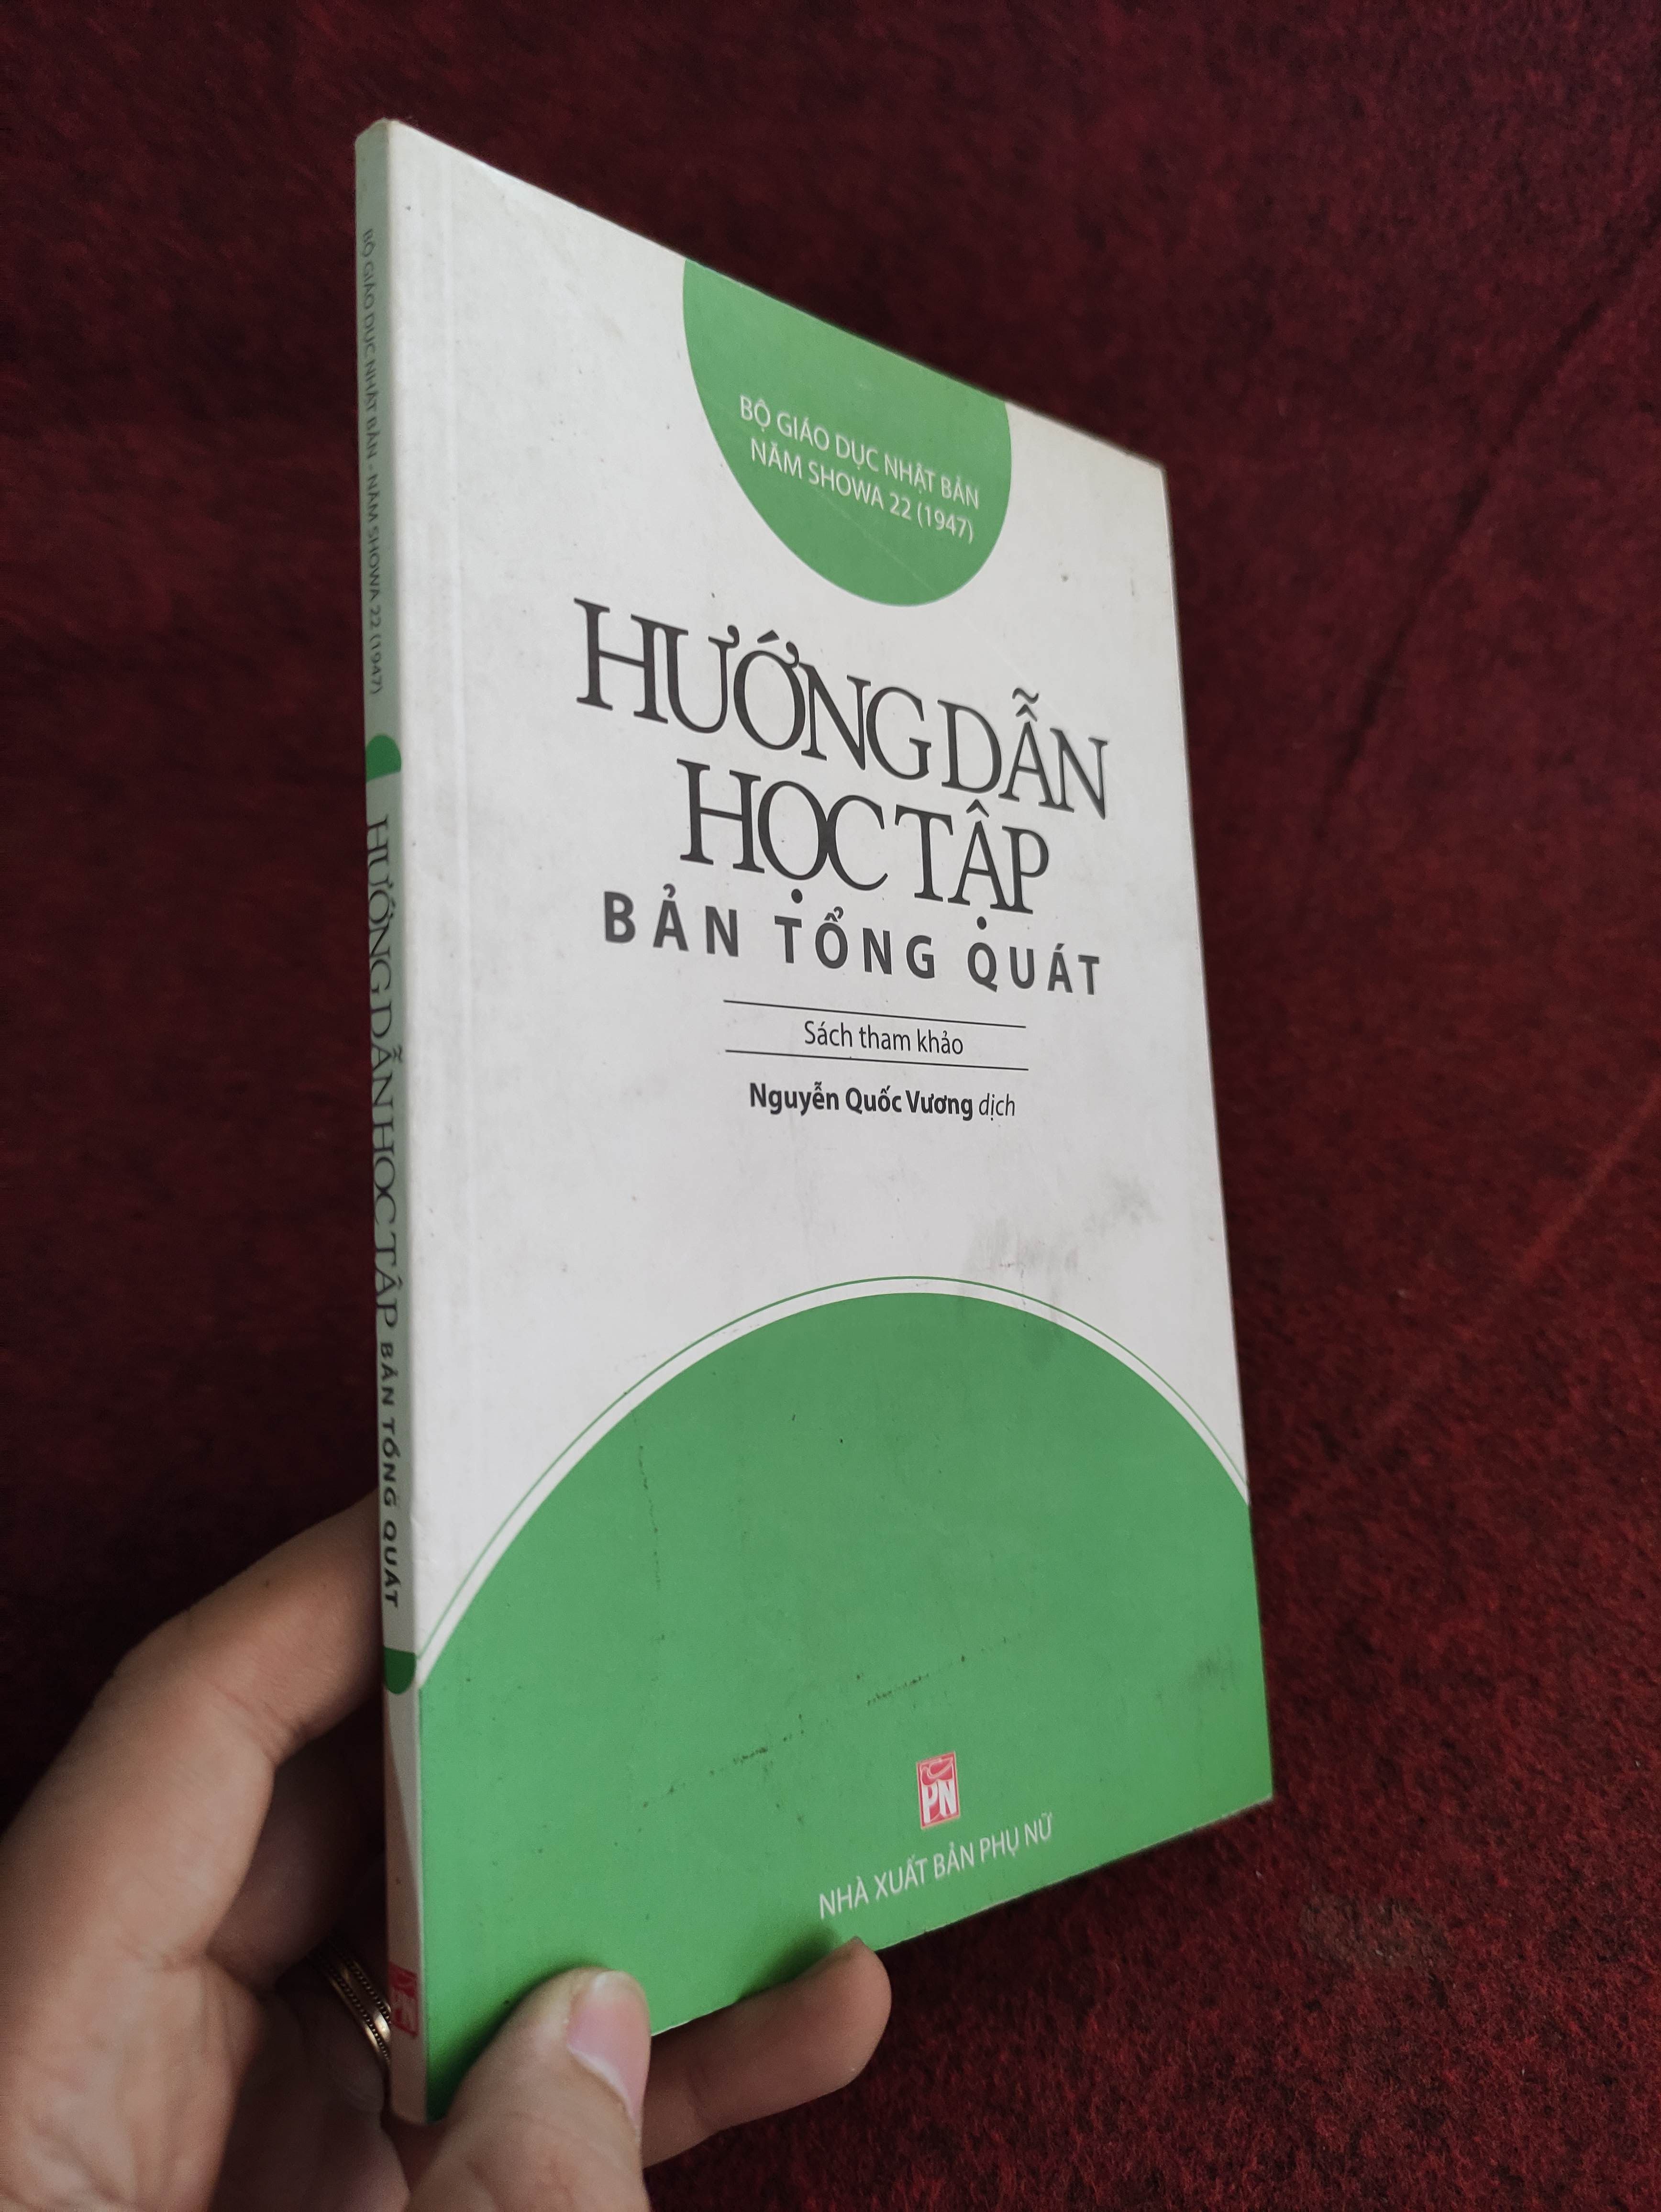 BỘ GIÁO DỤC NHẬT BẢN
NĂM SHOWA 22 (1947)
HƯỚNG DẪN
HỌC TẬP
BẢN TỔNG QUÁT
Sách tham khảo
Nguyễn Quốc Vương dịch
PN
NHÀ XUẤT BẢN PHỤ NỮ
BỘ GIÁO DỤC NHẬT BẢN - NĂM SHOWA 22 (1947)
HƯỚNG DẪN HỌC TẬP BẢN TỔNG QUÁT
PN